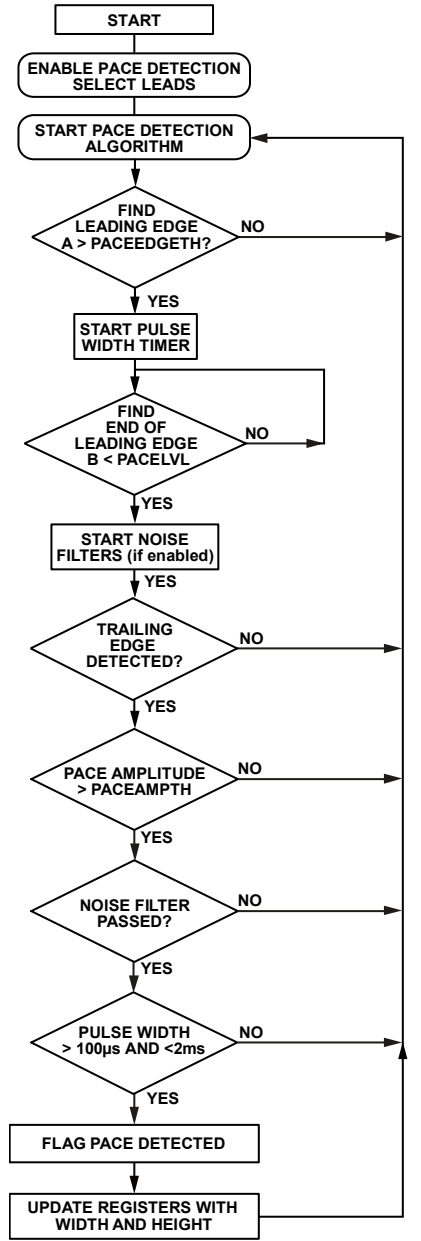 START
ENABLE PACE DETECTION
SELECT LEADS
START PACE DETECTION
ALGORITHM
FIND
LEADING EDGE
A > PACEEDGETH?
NO
YES
START PULSE
WIDTH TIMER
FIND
END OF
LEADING EDGE
B < PACELVL
NO
YES
START NOISE
FILTERS (if enabled)
YES
TRAILING
EDGE
DETECTED?
NO
YES
PACE AMPLITUDE
> PACEAMPTH
NO
YES
NOISE FILTER
PASSED?
NO
YES
PULSE WIDTH
> 100µs AND <2ms
NO
YES
FLAG PACE DETECTED
UPDATE REGISTERS WITH
WIDTH AND HEIGHT